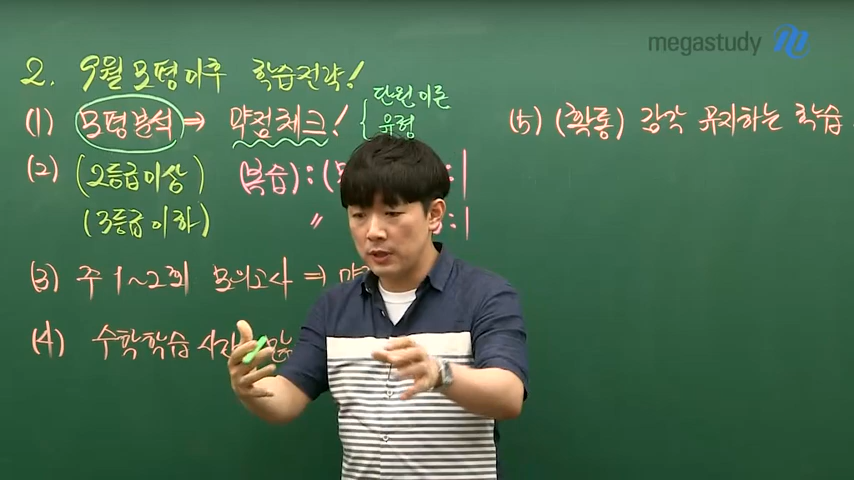 megastudy
2. 9월 모평 이후 학습전략!
(1) 모평분석 ⇒ 약점체크! { 단원 이론
유형
(2) (2등급 이상) (복습) : ( : 1
(3등급 이하) 〃 : 1
(3) 주 1~2회 모의고사 ⇒
(4) 수학학습
(5) (확통) 감각 유지하는 학습